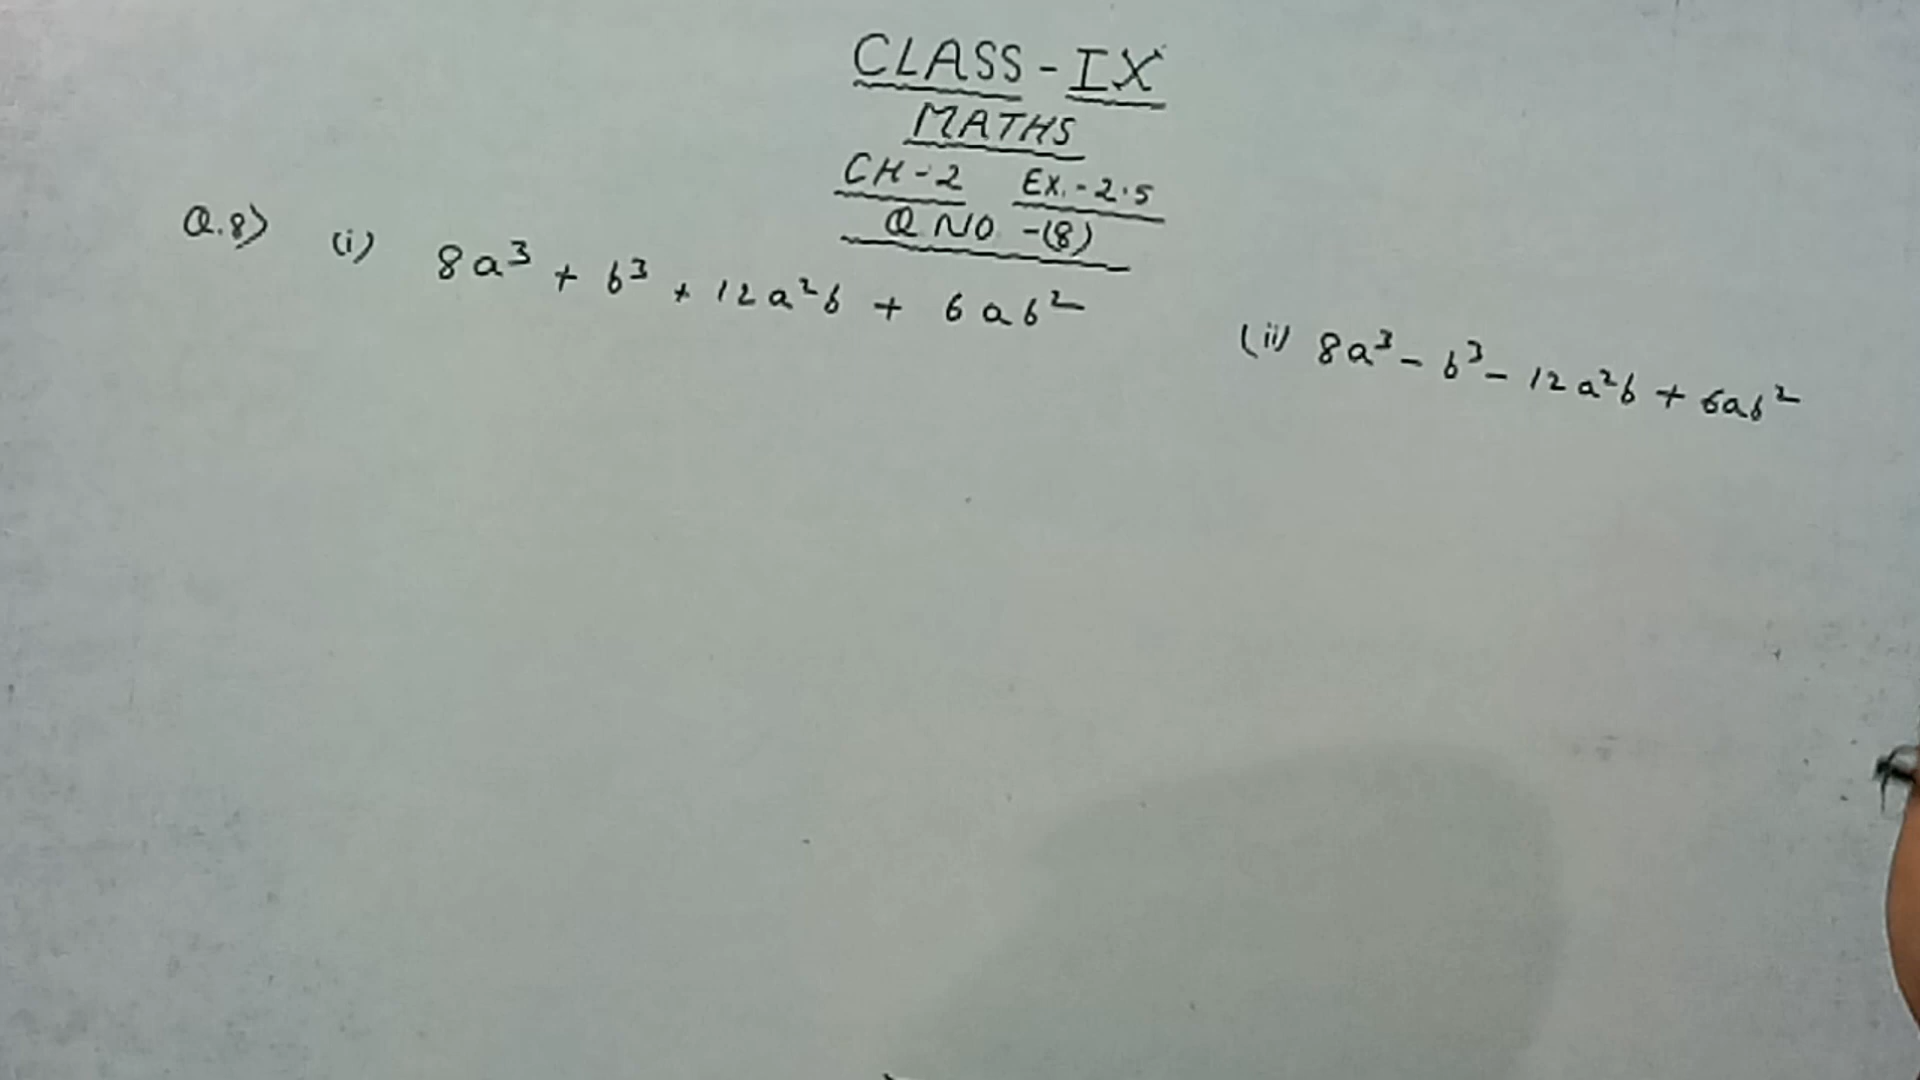 CLASS - IX
MATHS
CH - 2 EX. - 2.5
Q NO - (8)
Q.8) (i) 8a³ + b³ + 12a²b + 6ab²
(ii) 8a³ - b³ - 12a²b + 6ab²